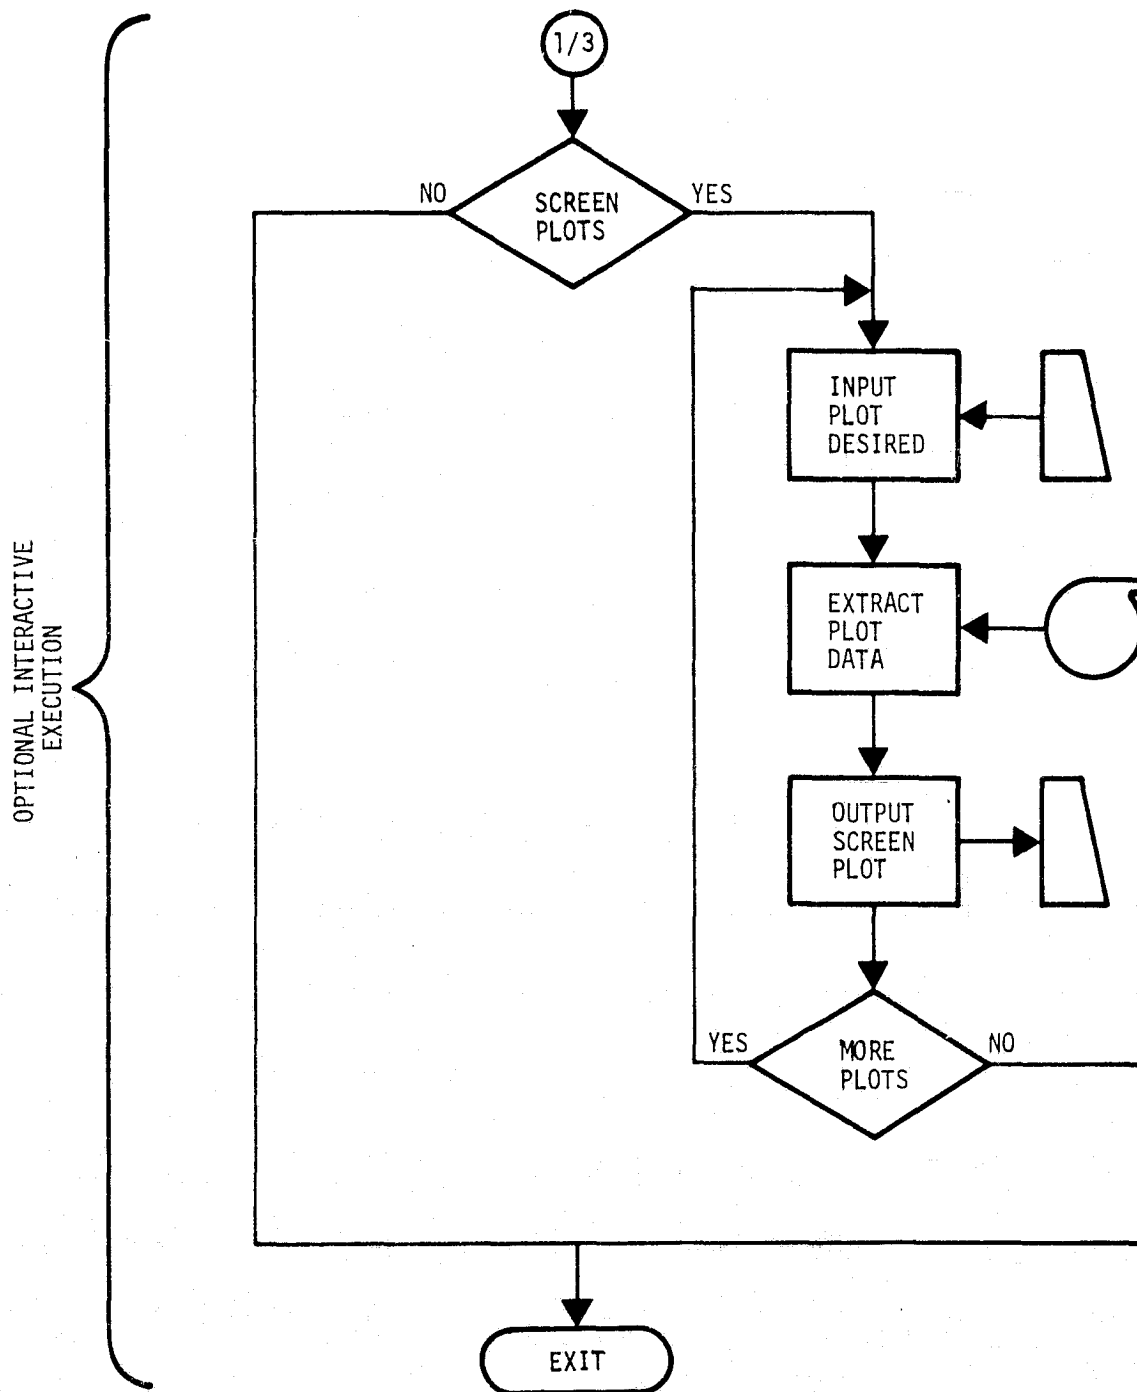 1/3
NO
YES
SCREEN
PLOTS
INPUT
PLOT
DESIRED
OPTIONAL INTERACTIVE
EXECUTION
EXTRACT
PLOT
DATA
OUTPUT
SCREEN
PLOT
YES
NO
MORE
PLOTS
EXIT